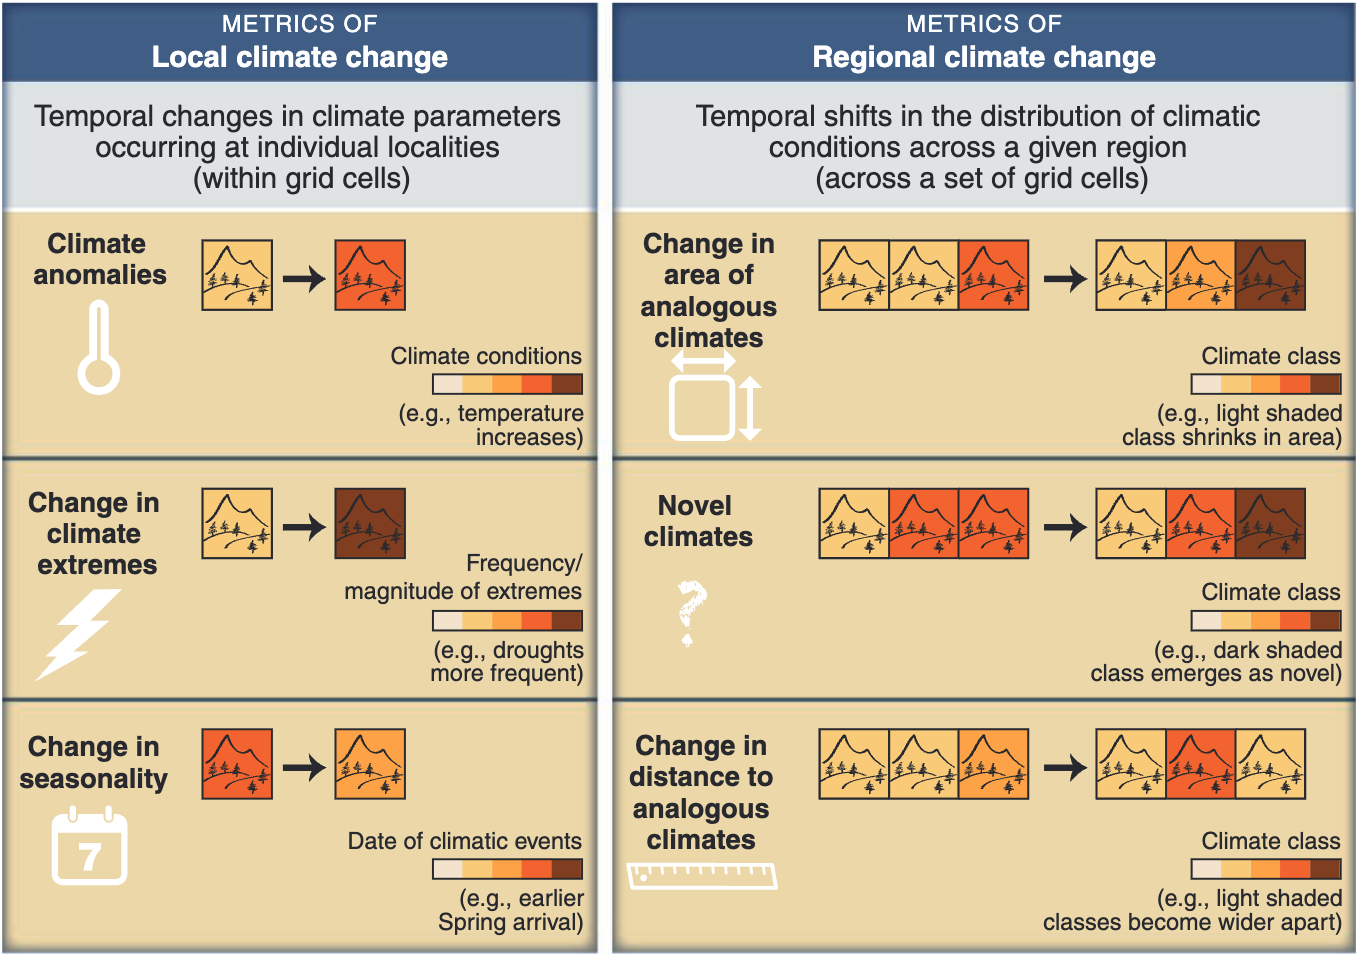 METRICS OF
Local climate change
Temporal changes in climate parameters
occurring at individual localities
(within grid cells)
Climate
anomalies
Climate conditions
(e.g., temperature
increases)
Change in
climate
extremes
Frequency/
magnitude of extremes
(e.g., droughts
more frequent)
Change in
seasonality
7
Date of climatic events
(e.g., earlier
Spring arrival)
METRICS OF
Regional climate change
Temporal shifts in the distribution of climatic
conditions across a given region
(across a set of grid cells)
Change in
area of
analogous
climates
Climate class
(e.g., light shaded
class shrinks in area)
Novel
climates
?
Climate class
(e.g., dark shaded
class emerges as novel)
Change in
distance to
analogous
climates
Climate class
(e.g., light shaded
classes become wider apart)